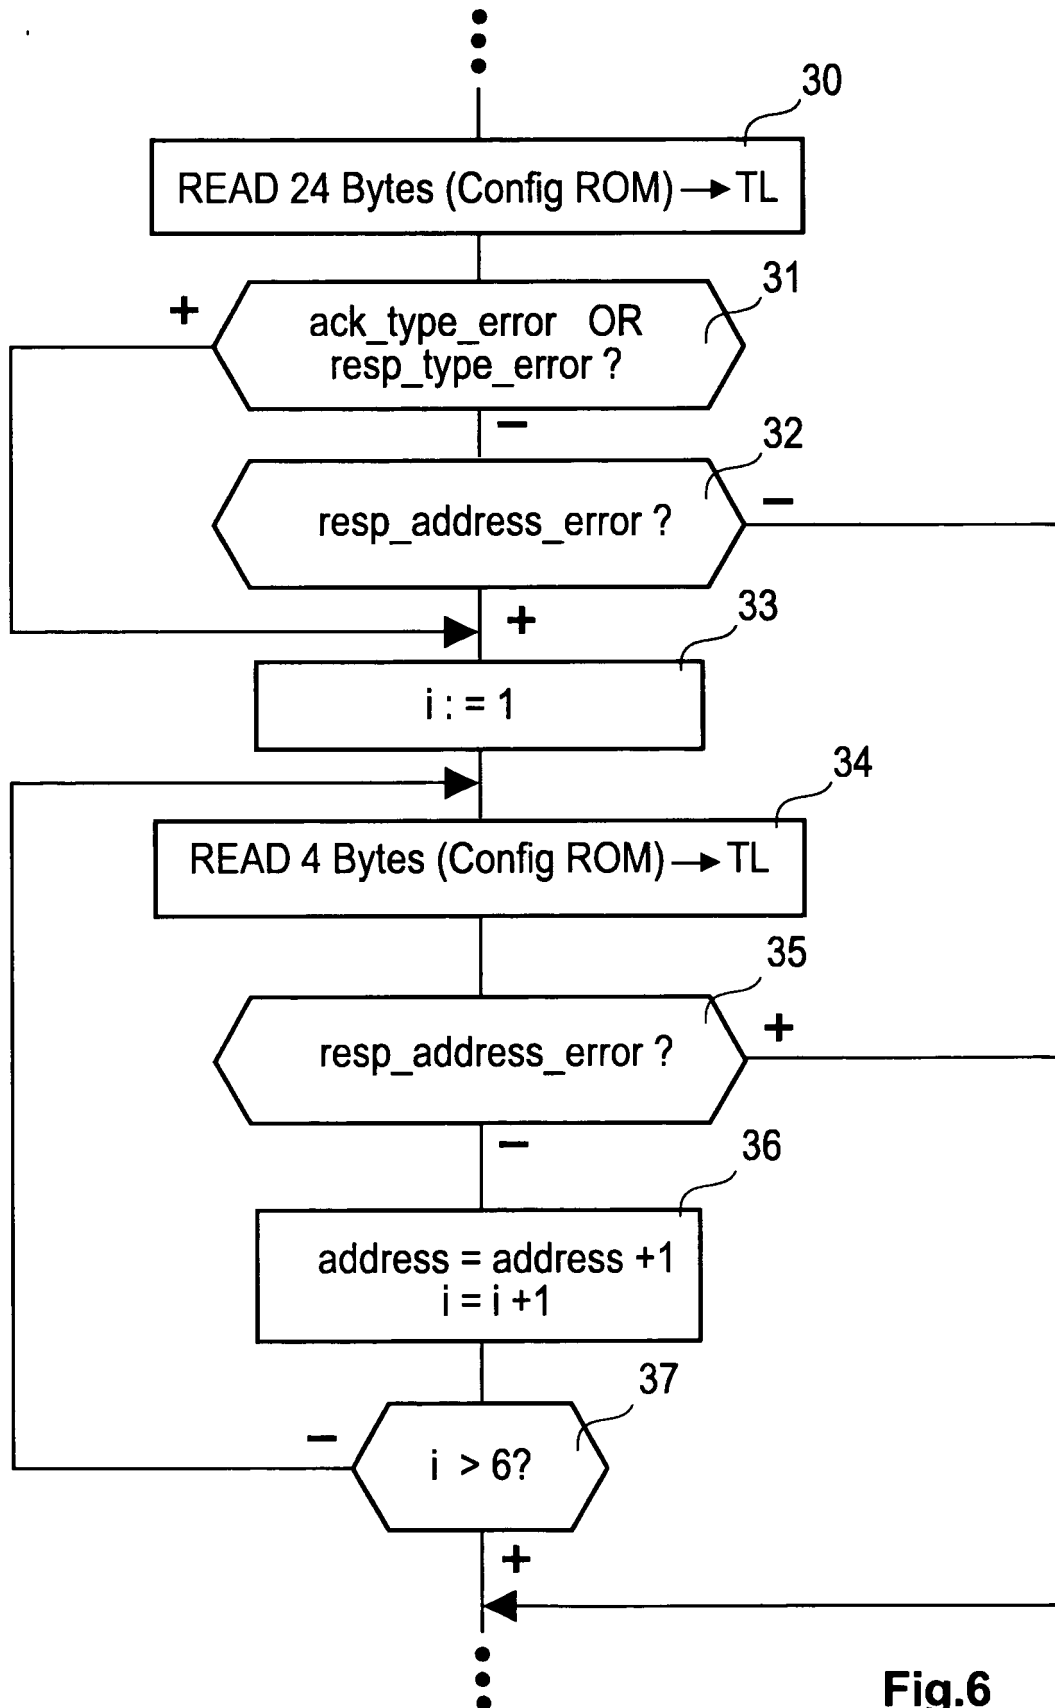 30
READ 24 Bytes (Config ROM) → TL
31
+
ack_type_error OR
resp_type_error ?
−
32
resp_address_error ?
−
+
33
i : = 1
34
READ 4 Bytes (Config ROM) → TL
35
resp_address_error ?
+
−
36
address = address +1
i = i +1
37
−
i > 6?
+
Fig.6